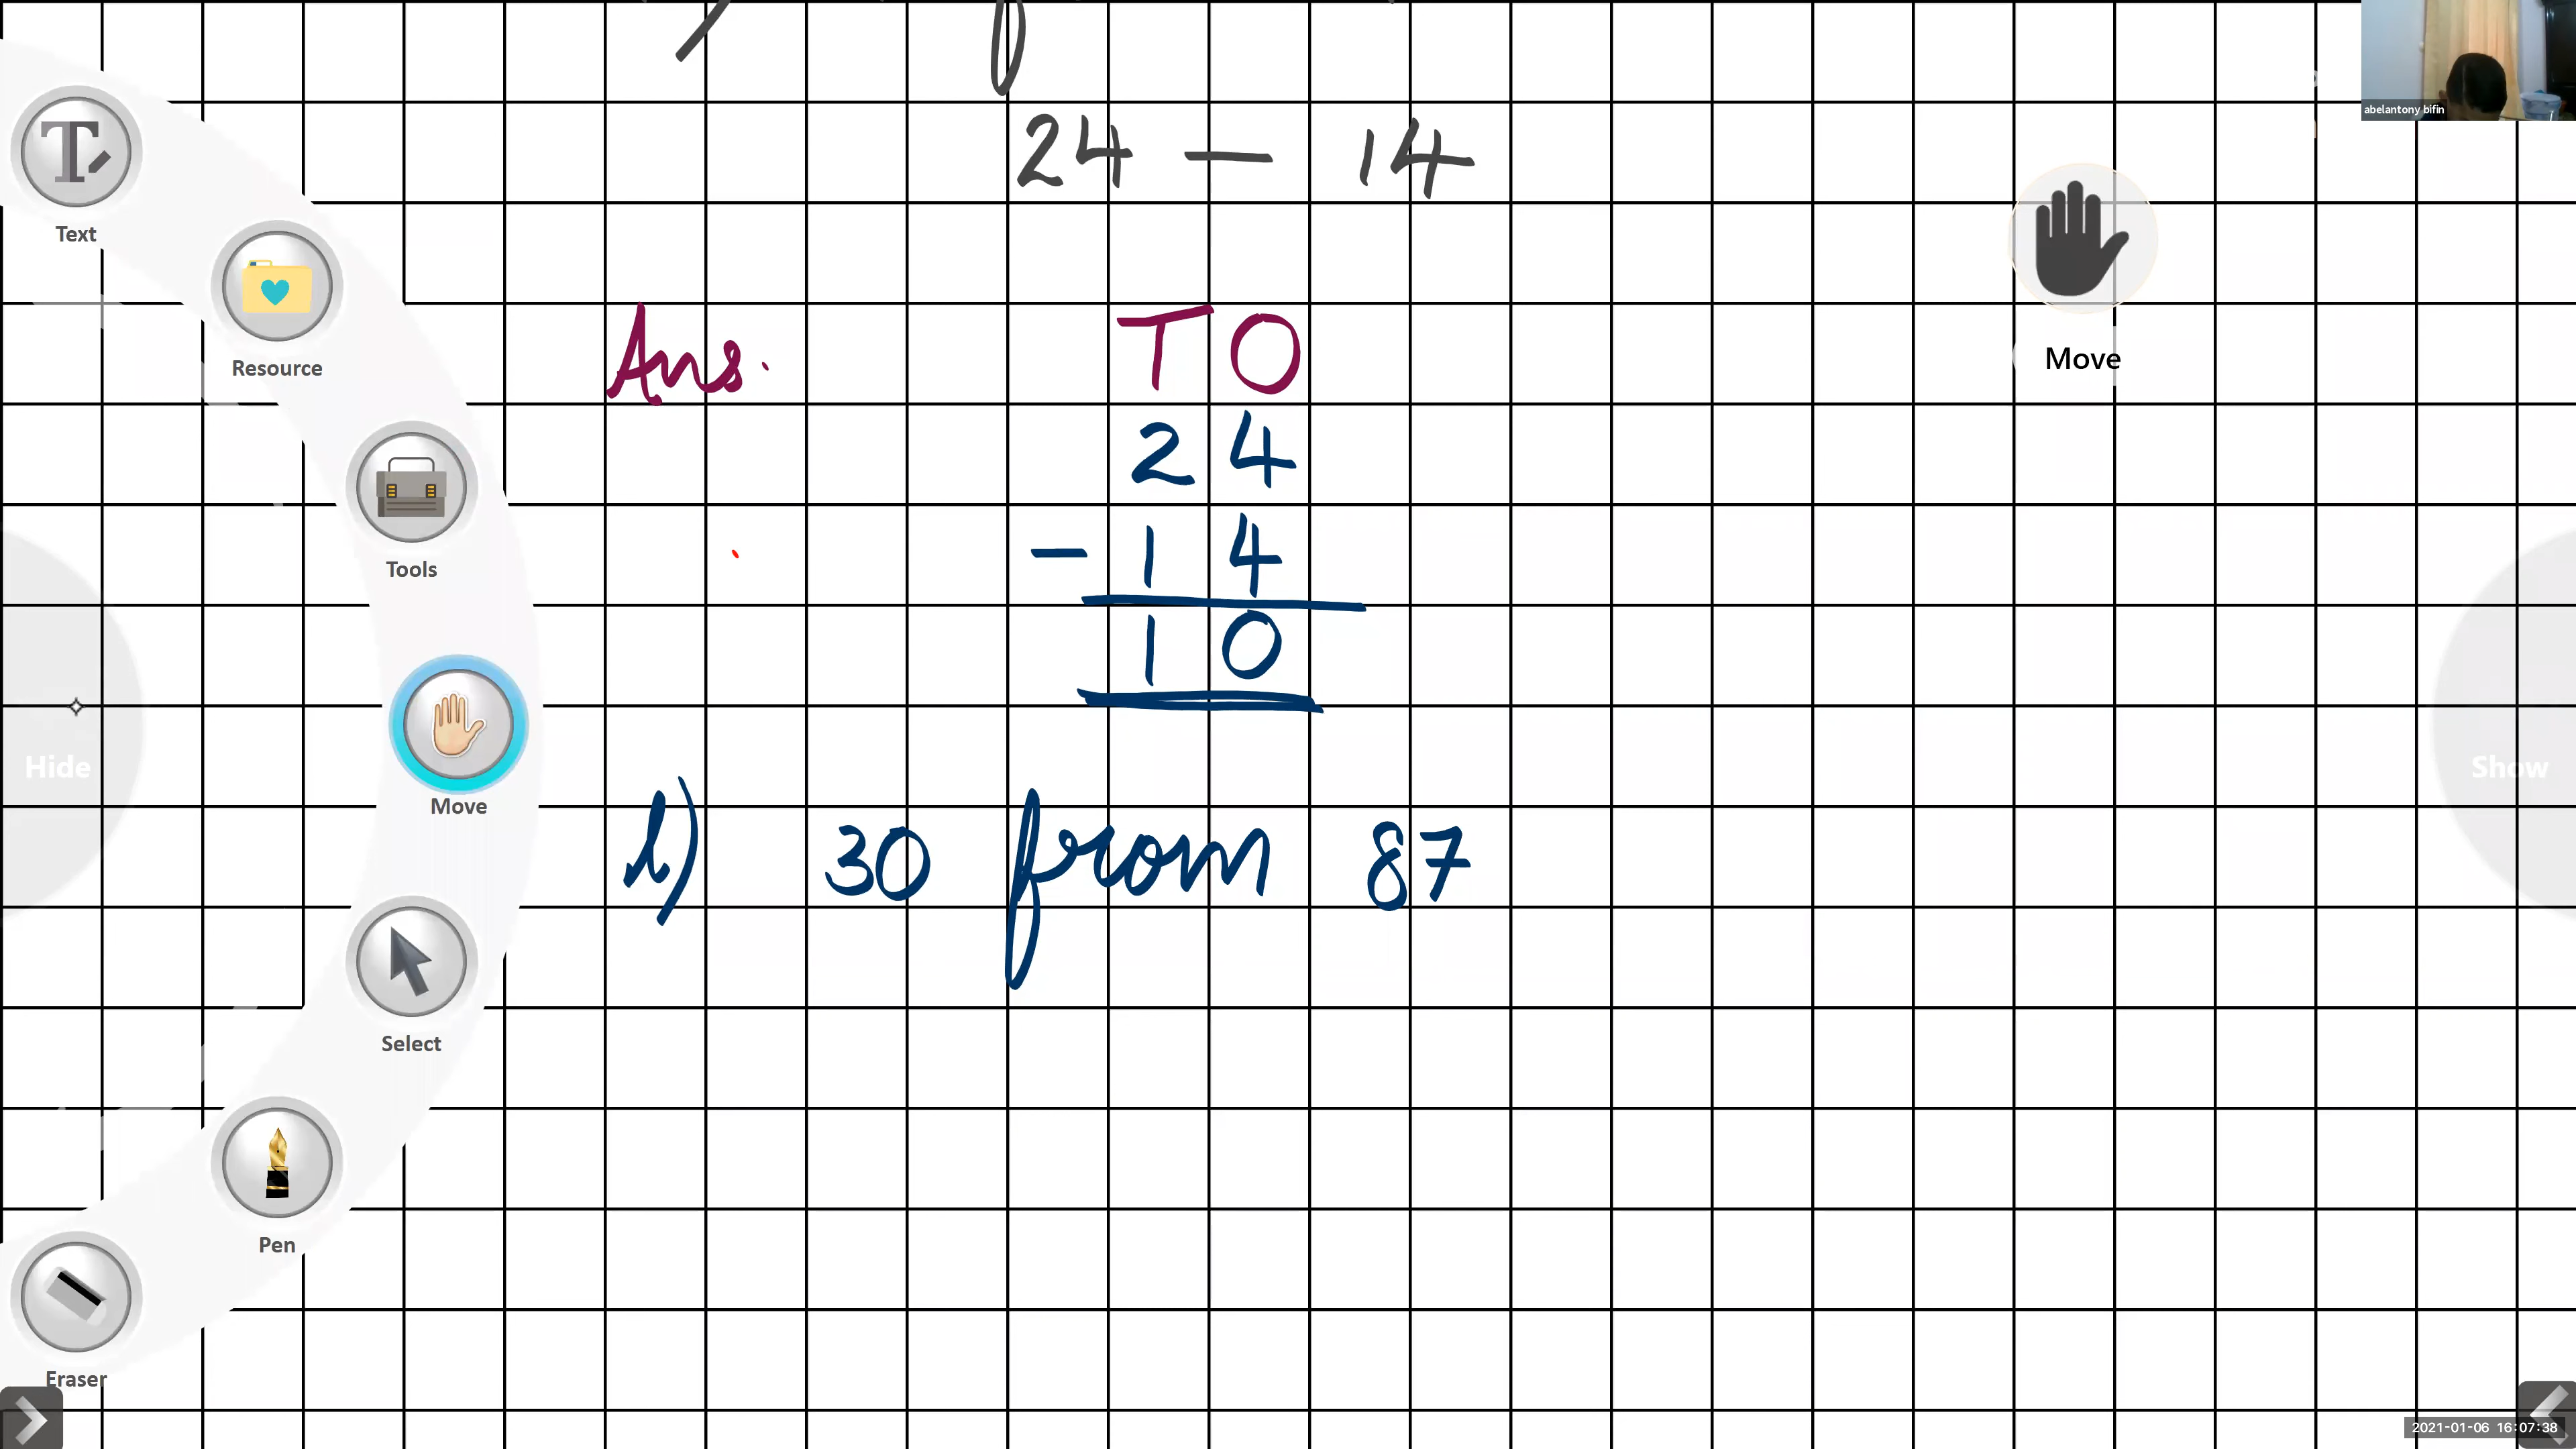 abelantony bifin
24 — 14
Text
Resource
Move
Ans. T O
2 4
Tools
- 1 4
1 0
Hide
Show
Move
b) 30 from 87
Select
Pen
Eraser
2021-01-06 16:07:38